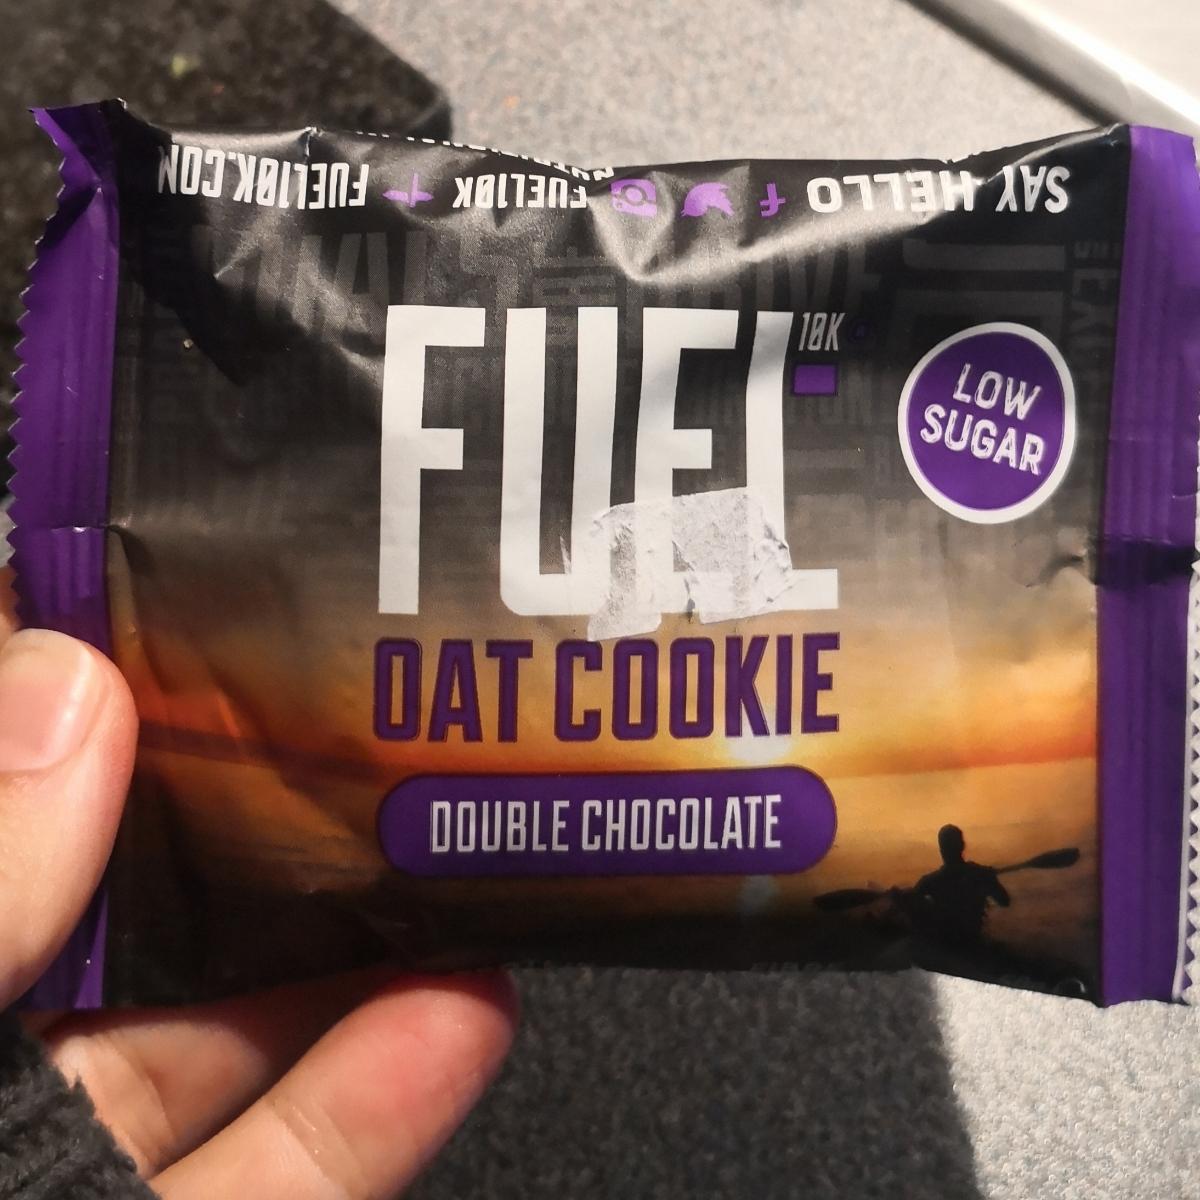 SAY HELLO FUEL10K FUEL10K.COM
FUEL 10K
LOW
SUGAR
OAT COOKIE
DOUBLE CHOCOLATE